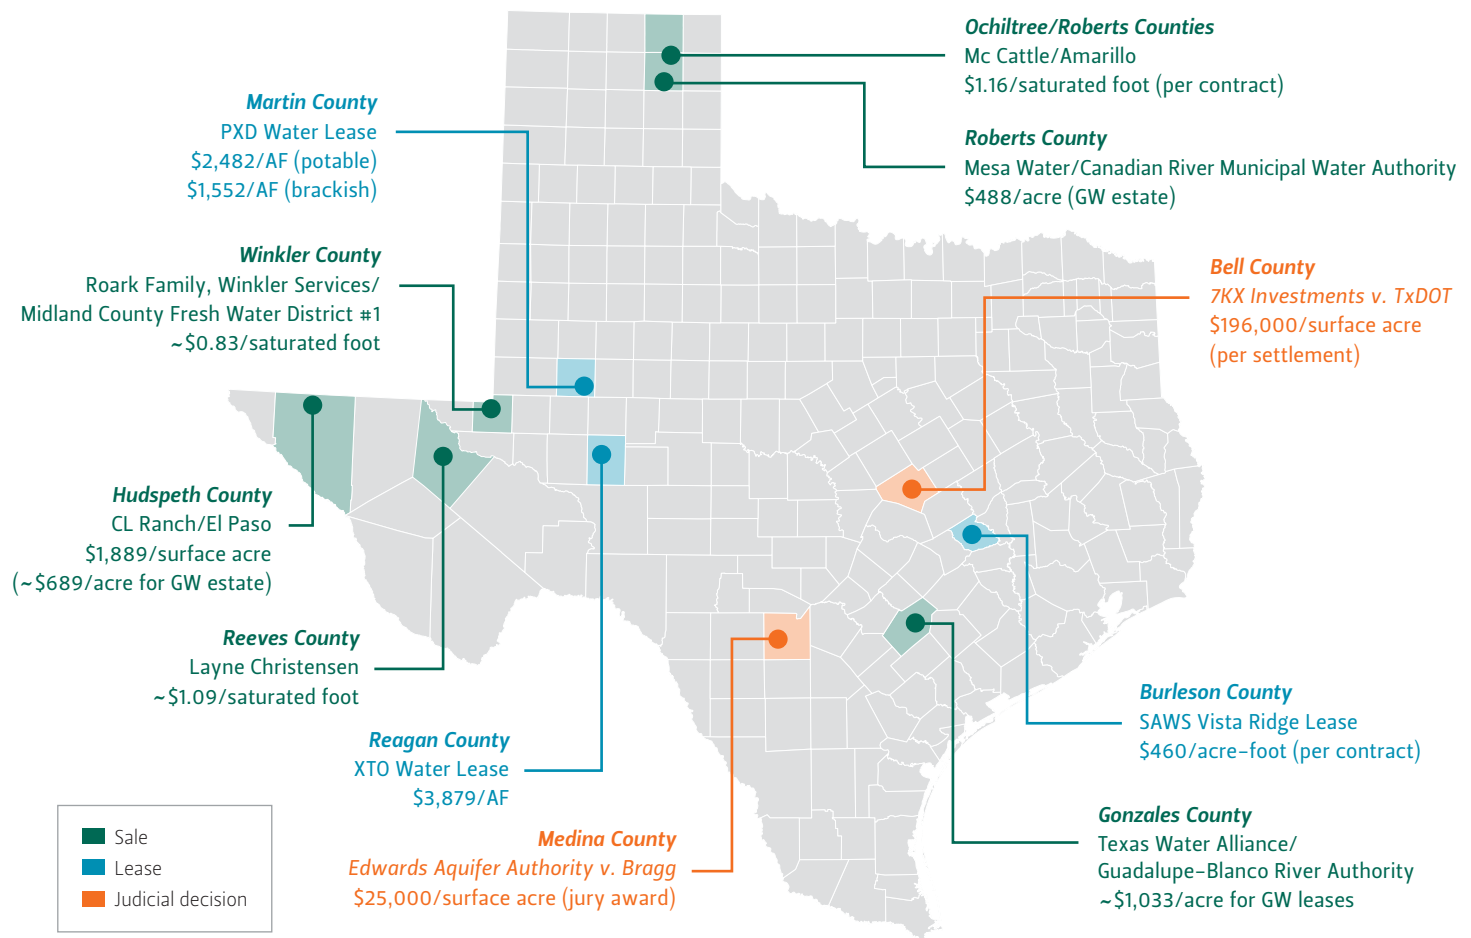 Ochiltree/Roberts Counties
Mc Cattle/Amarillo
$1.16/saturated foot (per contract)
Martin County
PXD Water Lease
$2,482/AF (potable)
$1,552/AF (brackish)
Roberts County
Mesa Water/Canadian River Municipal Water Authority
$488/acre (GW estate)
Winkler County
Roark Family, Winkler Services/
Midland County Fresh Water District #1
~$0.83/saturated foot
Bell County
7KX Investments v. TxDOT
$196,000/surface acre
(per settlement)
Hudspeth County
CL Ranch/El Paso
$1,889/surface acre
(~$689/acre for GW estate)
Reeves County
Layne Christensen
~$1.09/saturated foot
Reagan County
XTO Water Lease
$3,879/AF
Burleson County
SAWS Vista Ridge Lease
$460/acre-foot (per contract)
Medina County
Edwards Aquifer Authority v. Bragg
$25,000/surface acre (jury award)
Gonzales County
Texas Water Alliance/
Guadalupe-Blanco River Authority
~$1,033/acre for GW leases
Sale
Lease
Judicial decision